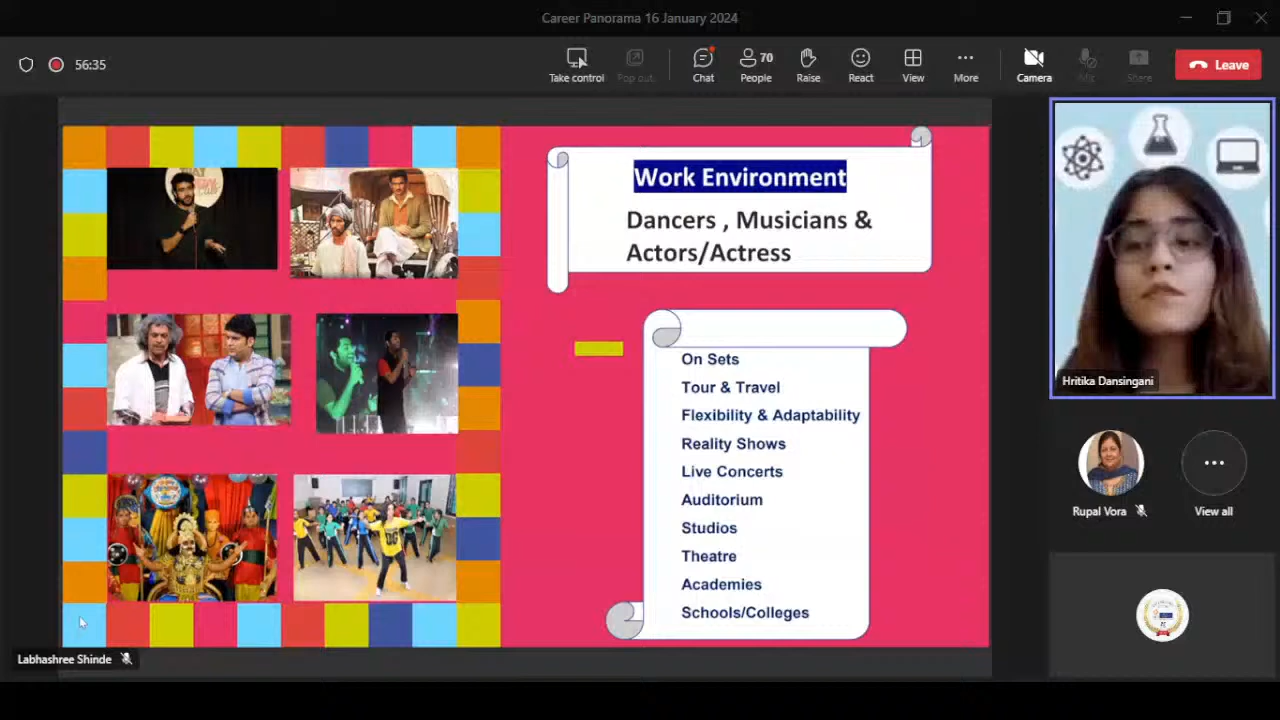 Career Panorama 16 January 2024
56:35
Take control
Pop out
Chat
70
People
Raise
React
View
More
Camera
Mic
Share
Leave
Work Environment
Dancers , Musicians &
Actors/Actress
On Sets
Tour & Travel
Flexibility & Adaptability
Reality Shows
Live Concerts
Auditorium
Studios
Theatre
Academies
Schools/Colleges
Hritika Dansingani
Rupal Vora
View all
Labhashree Shinde